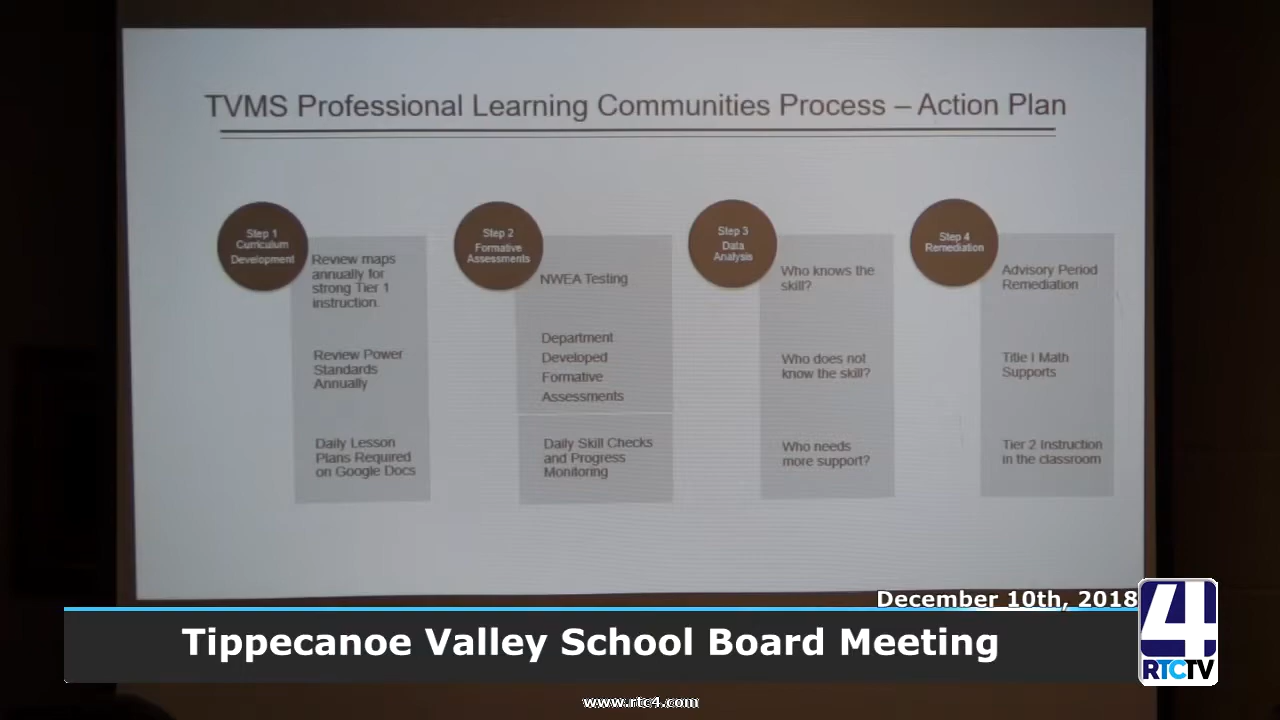 TVMS Professional Learning Communities Process – Action Plan
Step 1
Curriculum
Development
Review maps
annually for
strong Tier 1
instruction.
Review Power
Standards
Annually
Daily Lesson
Plans Required
on Google Docs
Step 2
Formative
Assessments
NWEA Testing
Department
Developed
Formative
Assessments
Daily Skill Checks
and Progress
Monitoring
Step 3
Data
Analysis
Who knows the
skill?
Who does not
know the skill?
Who needs
more support?
Step 4
Remediation
Advisory Period
Remediation
Title I Math
Supports
Tier 2 Instruction
in the classroom
December 10th, 2018
Tippecanoe Valley School Board Meeting
4
RTCTV
www.rtc4.com